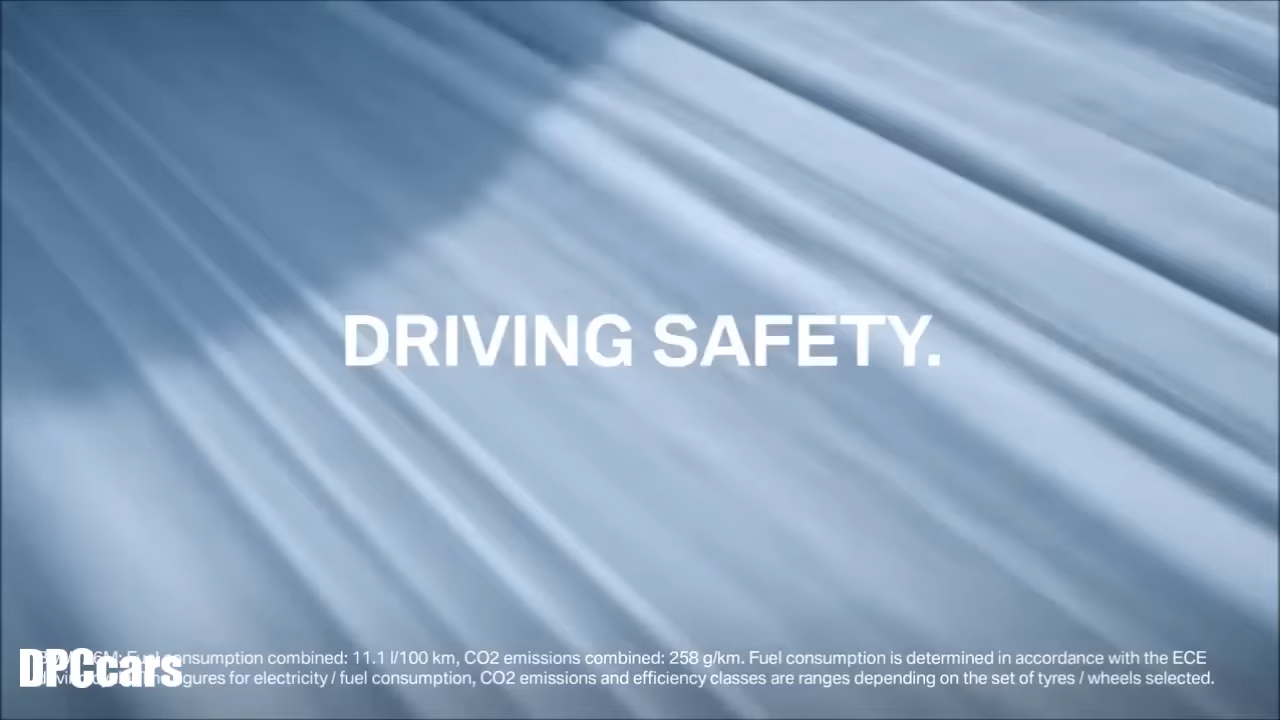 DRIVING SAFETY.
Fuel consumption combined: 11.1 l/100 km, CO2 emissions combined: 258 g/km. Fuel consumption is determined in accordance with the ECE
figures for electricity / fuel consumption, CO2 emissions and efficiency classes are ranges depending on the set of tyres / wheels selected.
DPCcars